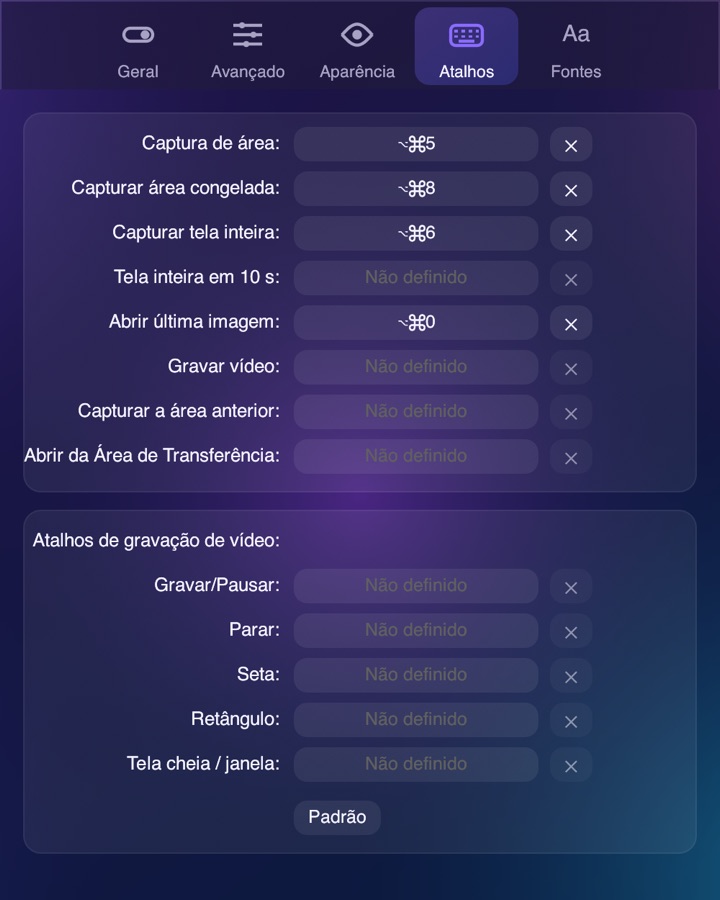 Geral
Avançado
Aparência
Atalhos
Aa
Fontes
Captura de área: ⌥⌘5
Capturar área congelada: ⌥⌘8
Capturar tela inteira: ⌥⌘6
Tela inteira em 10 s: Não definido
Abrir última imagem: ⌥⌘0
Gravar vídeo: Não definido
Capturar a área anterior: Não definido
Abrir da Área de Transferência: Não definido
Atalhos de gravação de vídeo:
Gravar/Pausar: Não definido
Parar: Não definido
Seta: Não definido
Retângulo: Não definido
Tela cheia / janela: Não definido
Padrão